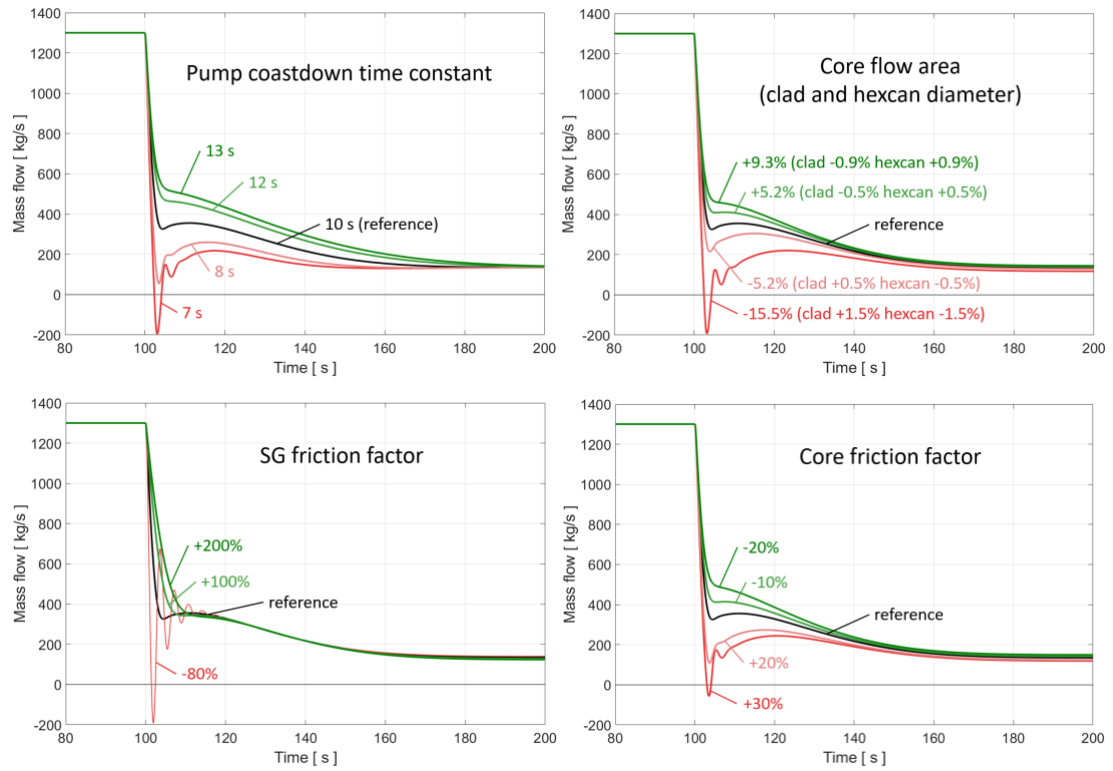 1400
1200
1000
800
600
400
200
0
-200
Mass flow [ kg/s ]
Pump coastdown time constant
13 s
12 s
10 s (reference)
8 s
7 s
80 100 120 140 160 180 200
Time [ s ]
1400
1200
1000
800
600
400
200
0
-200
Mass flow [ kg/s ]
Core flow area
(clad and hexcan diameter)
+9.3% (clad -0.9% hexcan +0.9%)
+5.2% (clad -0.5% hexcan +0.5%)
reference
-5.2% (clad +0.5% hexcan -0.5%)
-15.5% (clad +1.5% hexcan -1.5%)
80 100 120 140 160 180 200
Time [ s ]
1400
1200
1000
800
600
400
200
0
-200
Mass flow [ kg/s ]
SG friction factor
+200%
+100%
reference
-80%
80 100 120 140 160 180 200
Time [ s ]
1400
1200
1000
800
600
400
200
0
-200
Mass flow [ kg/s ]
Core friction factor
-20%
-10%
reference
+20%
+30%
80 100 120 140 160 180 200
Time [ s ]